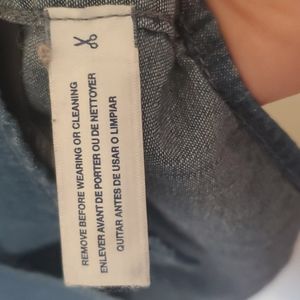 REMOVE BEFORE WEARING OR CLEANING
ENLEVER AVANT DE PORTER OU DE NETTOYER
QUITAR ANTES DE USAR O LIMPIAR